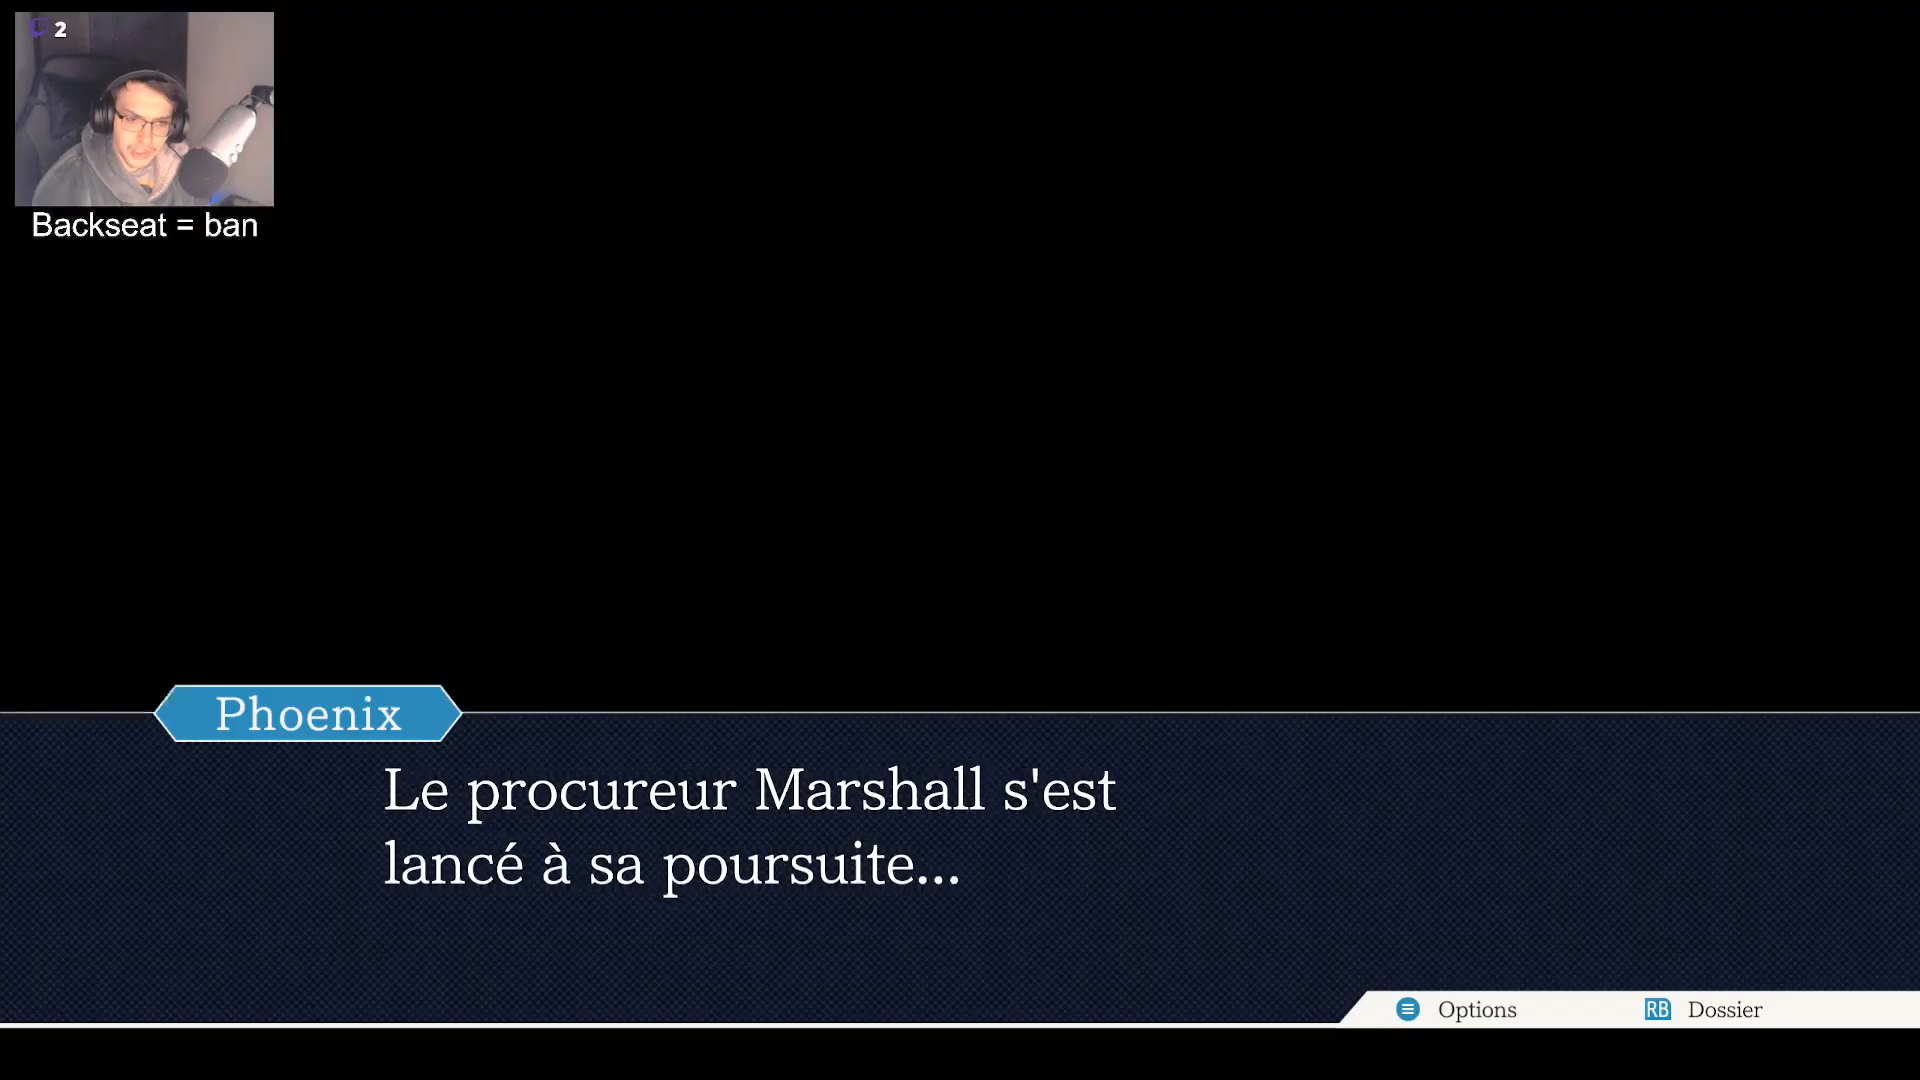 2
Backseat = ban
Phoenix
Le procureur Marshall s'est
lancé à sa poursuite...
Options
RB Dossier